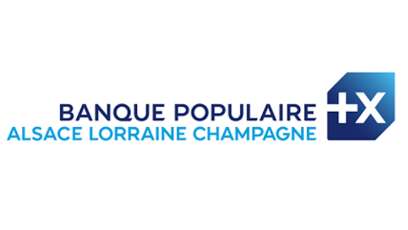 BANQUE POPULAIRE
ALSACE LORRAINE CHAMPAGNE
+X